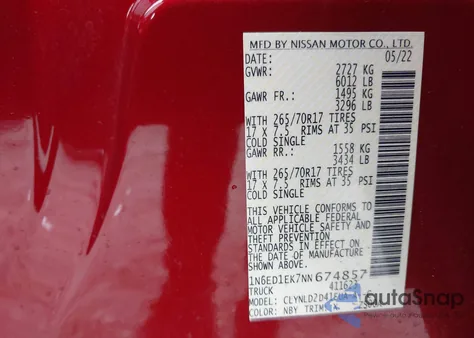 MFD BY NISSAN MOTOR CO., LTD.
DATE: 05/22
GVWR: 2727 KG
6012 LB
GAWR FR.: 1495 KG
3296 LB
WITH 265/70R17 TIRES
17 X 7.5 RIMS AT 35 PSI
COLD SINGLE
GAWR RR.: 1558 KG
3434 LB
WITH 265/70R17 TIRES
17 X 7.5 RIMS AT 35 PSI
COLD SINGLE
THIS VEHICLE CONFORMS TO
ALL APPLICABLE FEDERAL
MOTOR VEHICLE SAFETY AND
THEFT PREVENTION
STANDARDS IN EFFECT ON
THE DATE OF MANUFACTURE
SHOWN ABOVE.
1N6ED1EK7NN674857
TRUCK
MODEL:
COLOR: NBY TRIM:
autoSnap